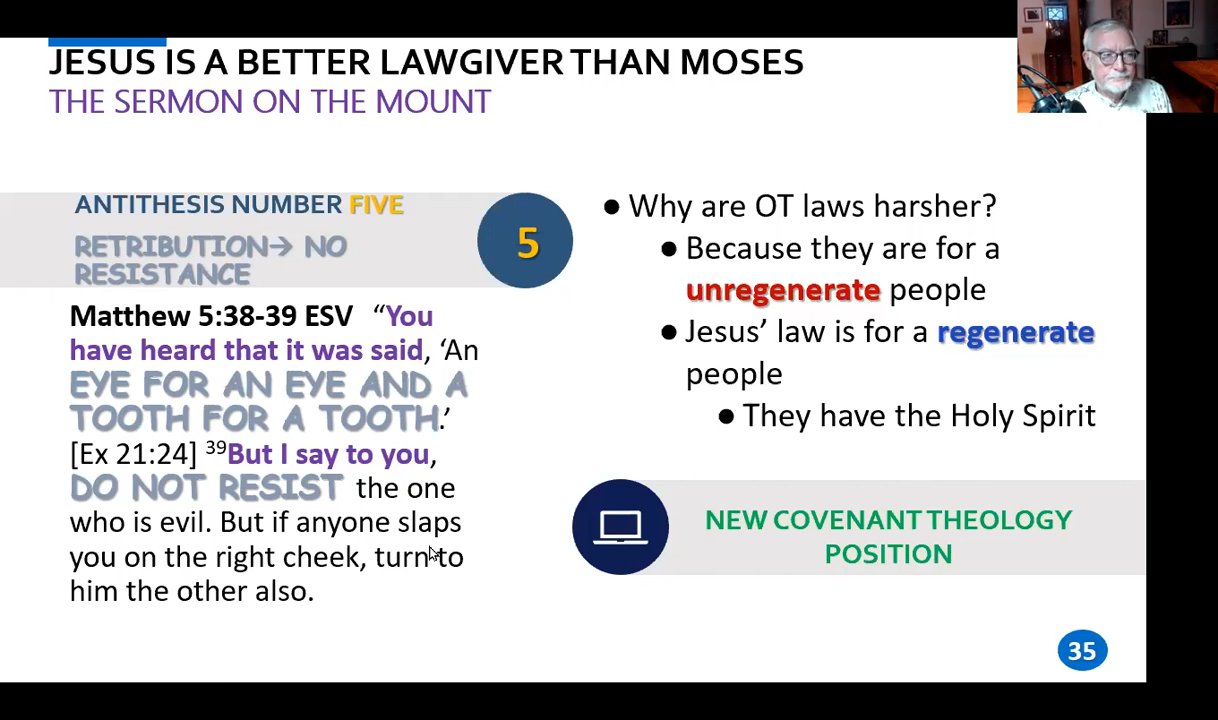 JESUS IS A BETTER LAWGIVER THAN MOSES
THE SERMON ON THE MOUNT
ANTITHESIS NUMBER FIVE
RETRIBUTION→ NO
RESISTANCE
5
Matthew 5:38-39 ESV “You
have heard that it was said, ‘An
EYE FOR AN EYE AND A
TOOTH FOR A TOOTH.’
[Ex 21:24] ³⁹But I say to you,
DO NOT RESIST the one
who is evil. But if anyone slaps
you on the right cheek, turn to
him the other also.
● Why are OT laws harsher?
● Because they are for a
unregenerate people
● Jesus’ law is for a regenerate
people
● They have the Holy Spirit
NEW COVENANT THEOLOGY
POSITION
35